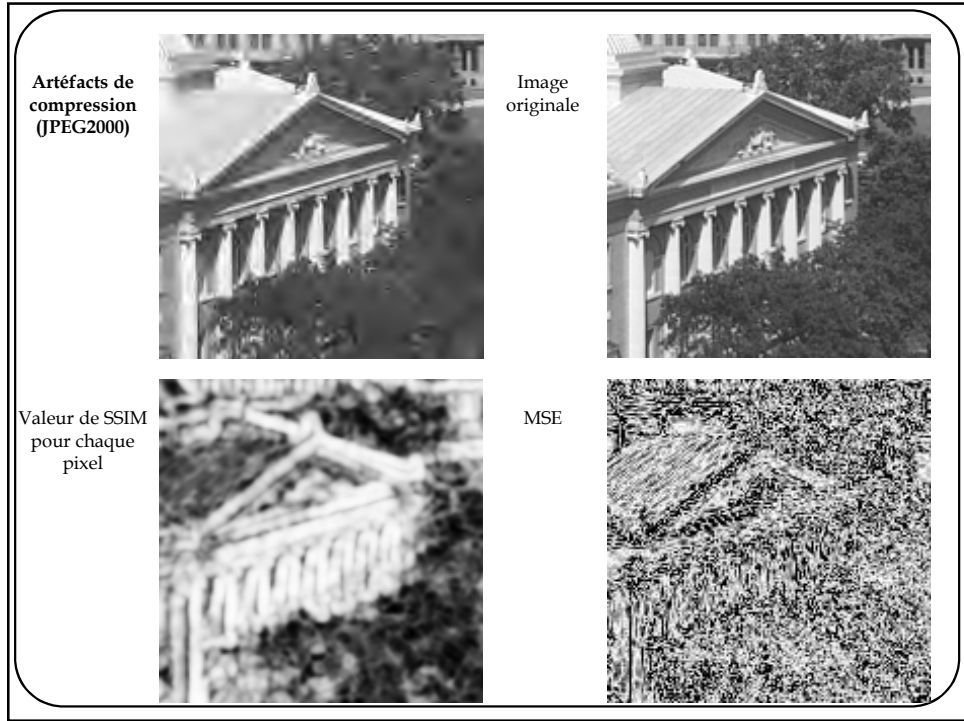 Artéfacts de
compression
(JPEG2000)
Image
originale
Valeur de SSIM
pour chaque
pixel
MSE